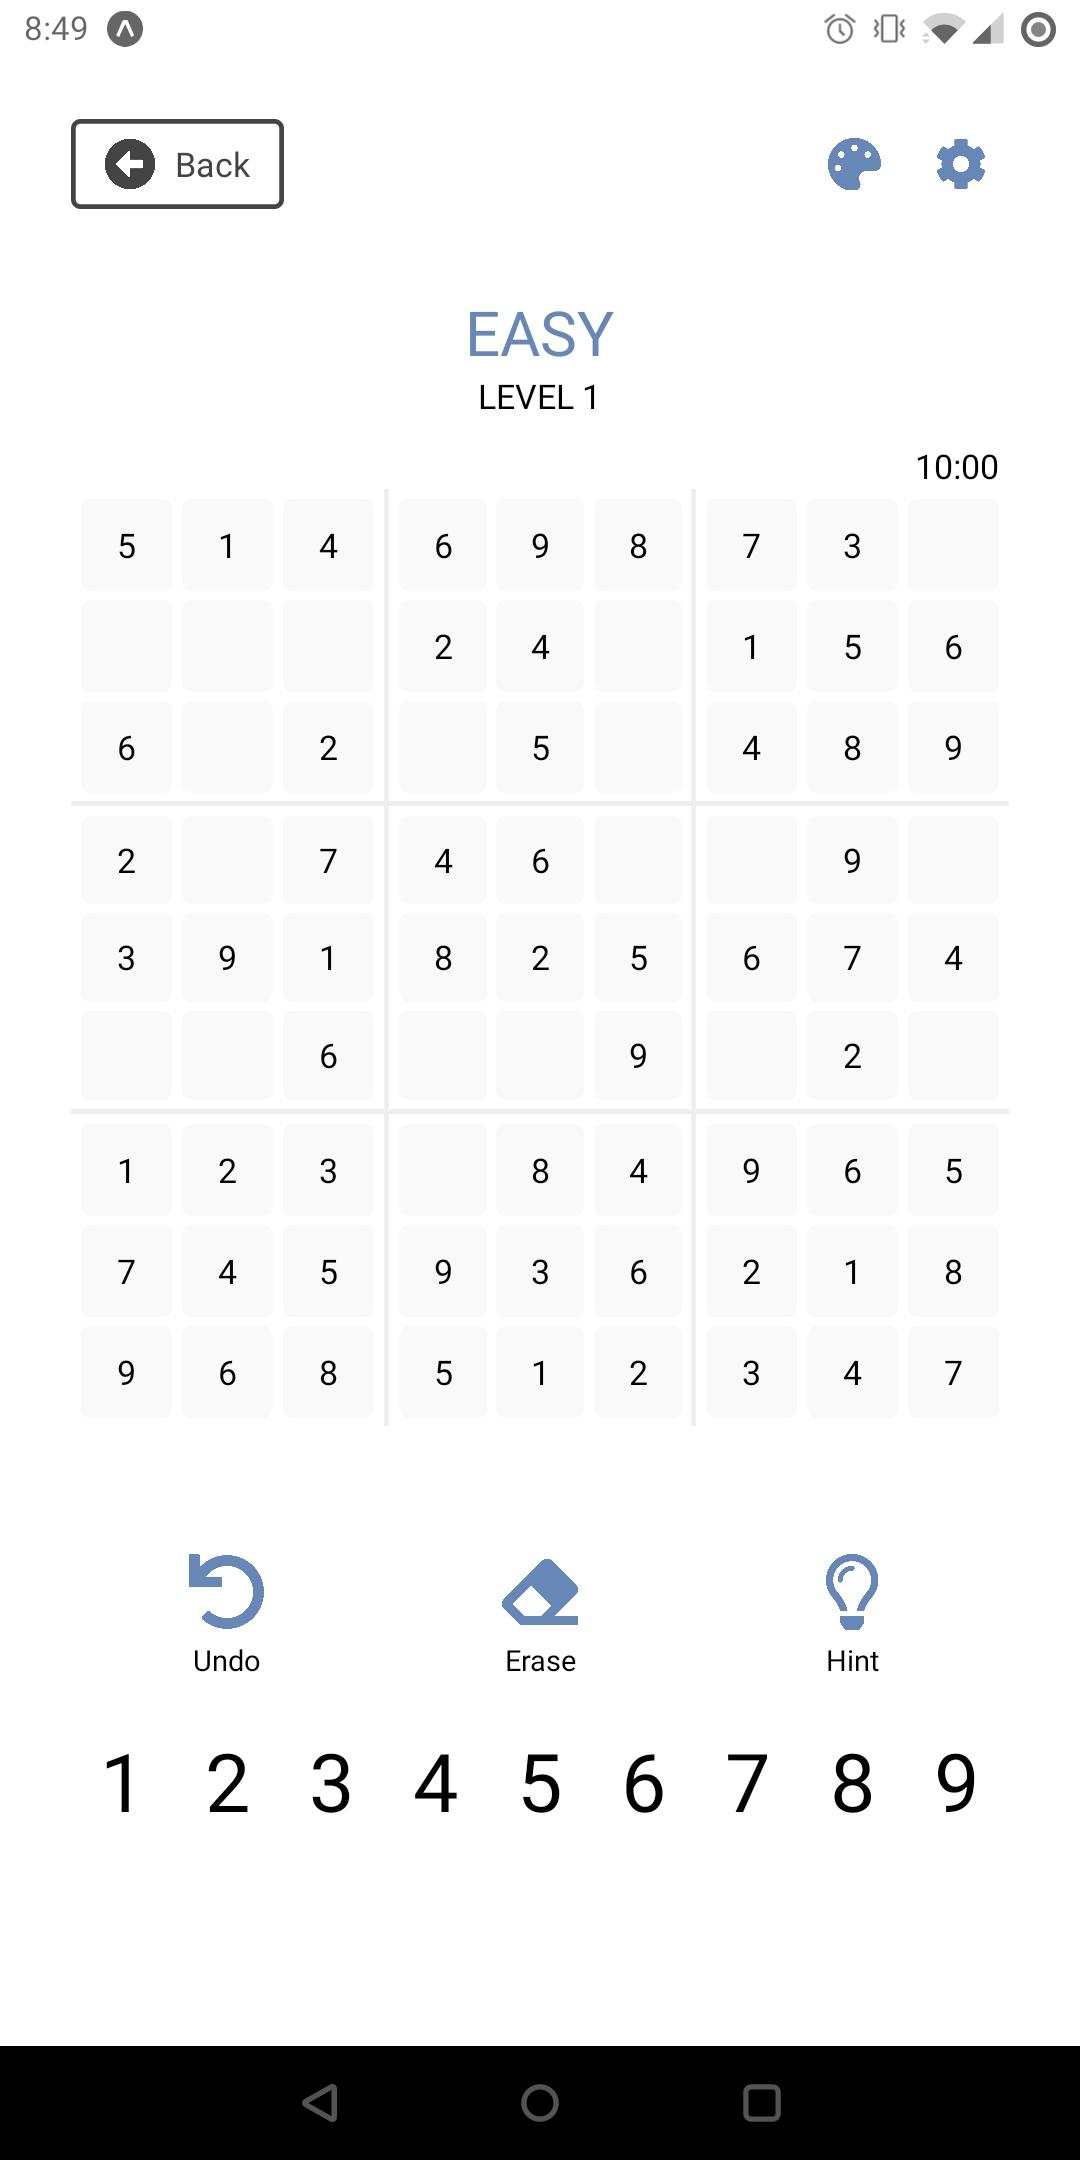 8:49
Back
EASY
LEVEL 1
10:00
5 1 4 6 9 8 7 3
2 4 1 5 6
6 2 5 4 8 9
2 7 4 6 9
3 9 1 8 2 5 6 7 4
6 9 2
1 2 3 8 4 9 6 5
7 4 5 9 3 6 2 1 8
9 6 8 5 1 2 3 4 7
Undo Erase Hint
1 2 3 4 5 6 7 8 9